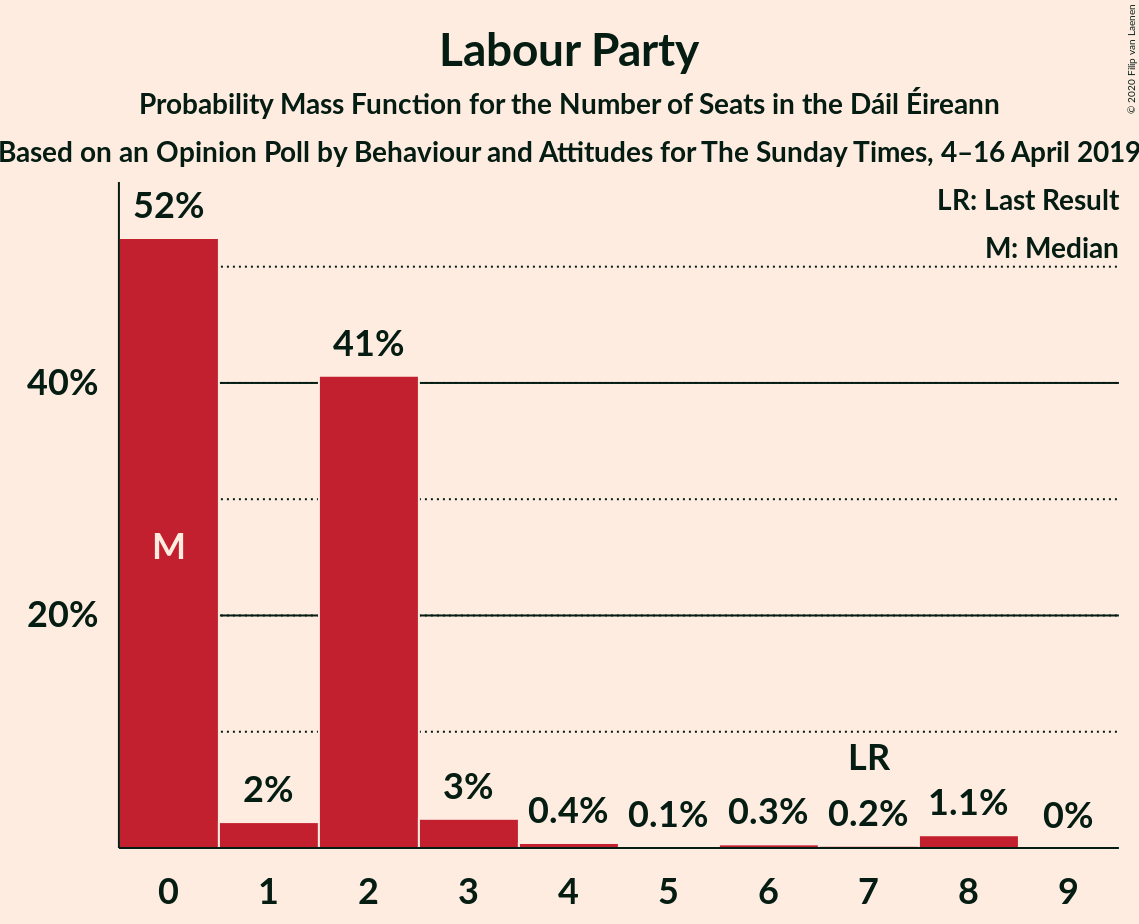 Labour Party
Probability Mass Function for the Number of Seats in the Dáil Éireann
Based on an Opinion Poll by Behaviour and Attitudes for The Sunday Times, 4–16 April 2019
© 2020 Filip van Laenen
LR: Last Result
M: Median
52%
41%
40%
M
20%
LR
2%
3%
0.4%
0.1%
0.3%
0.2%
1.1%
0%
0 1 2 3 4 5 6 7 8 9